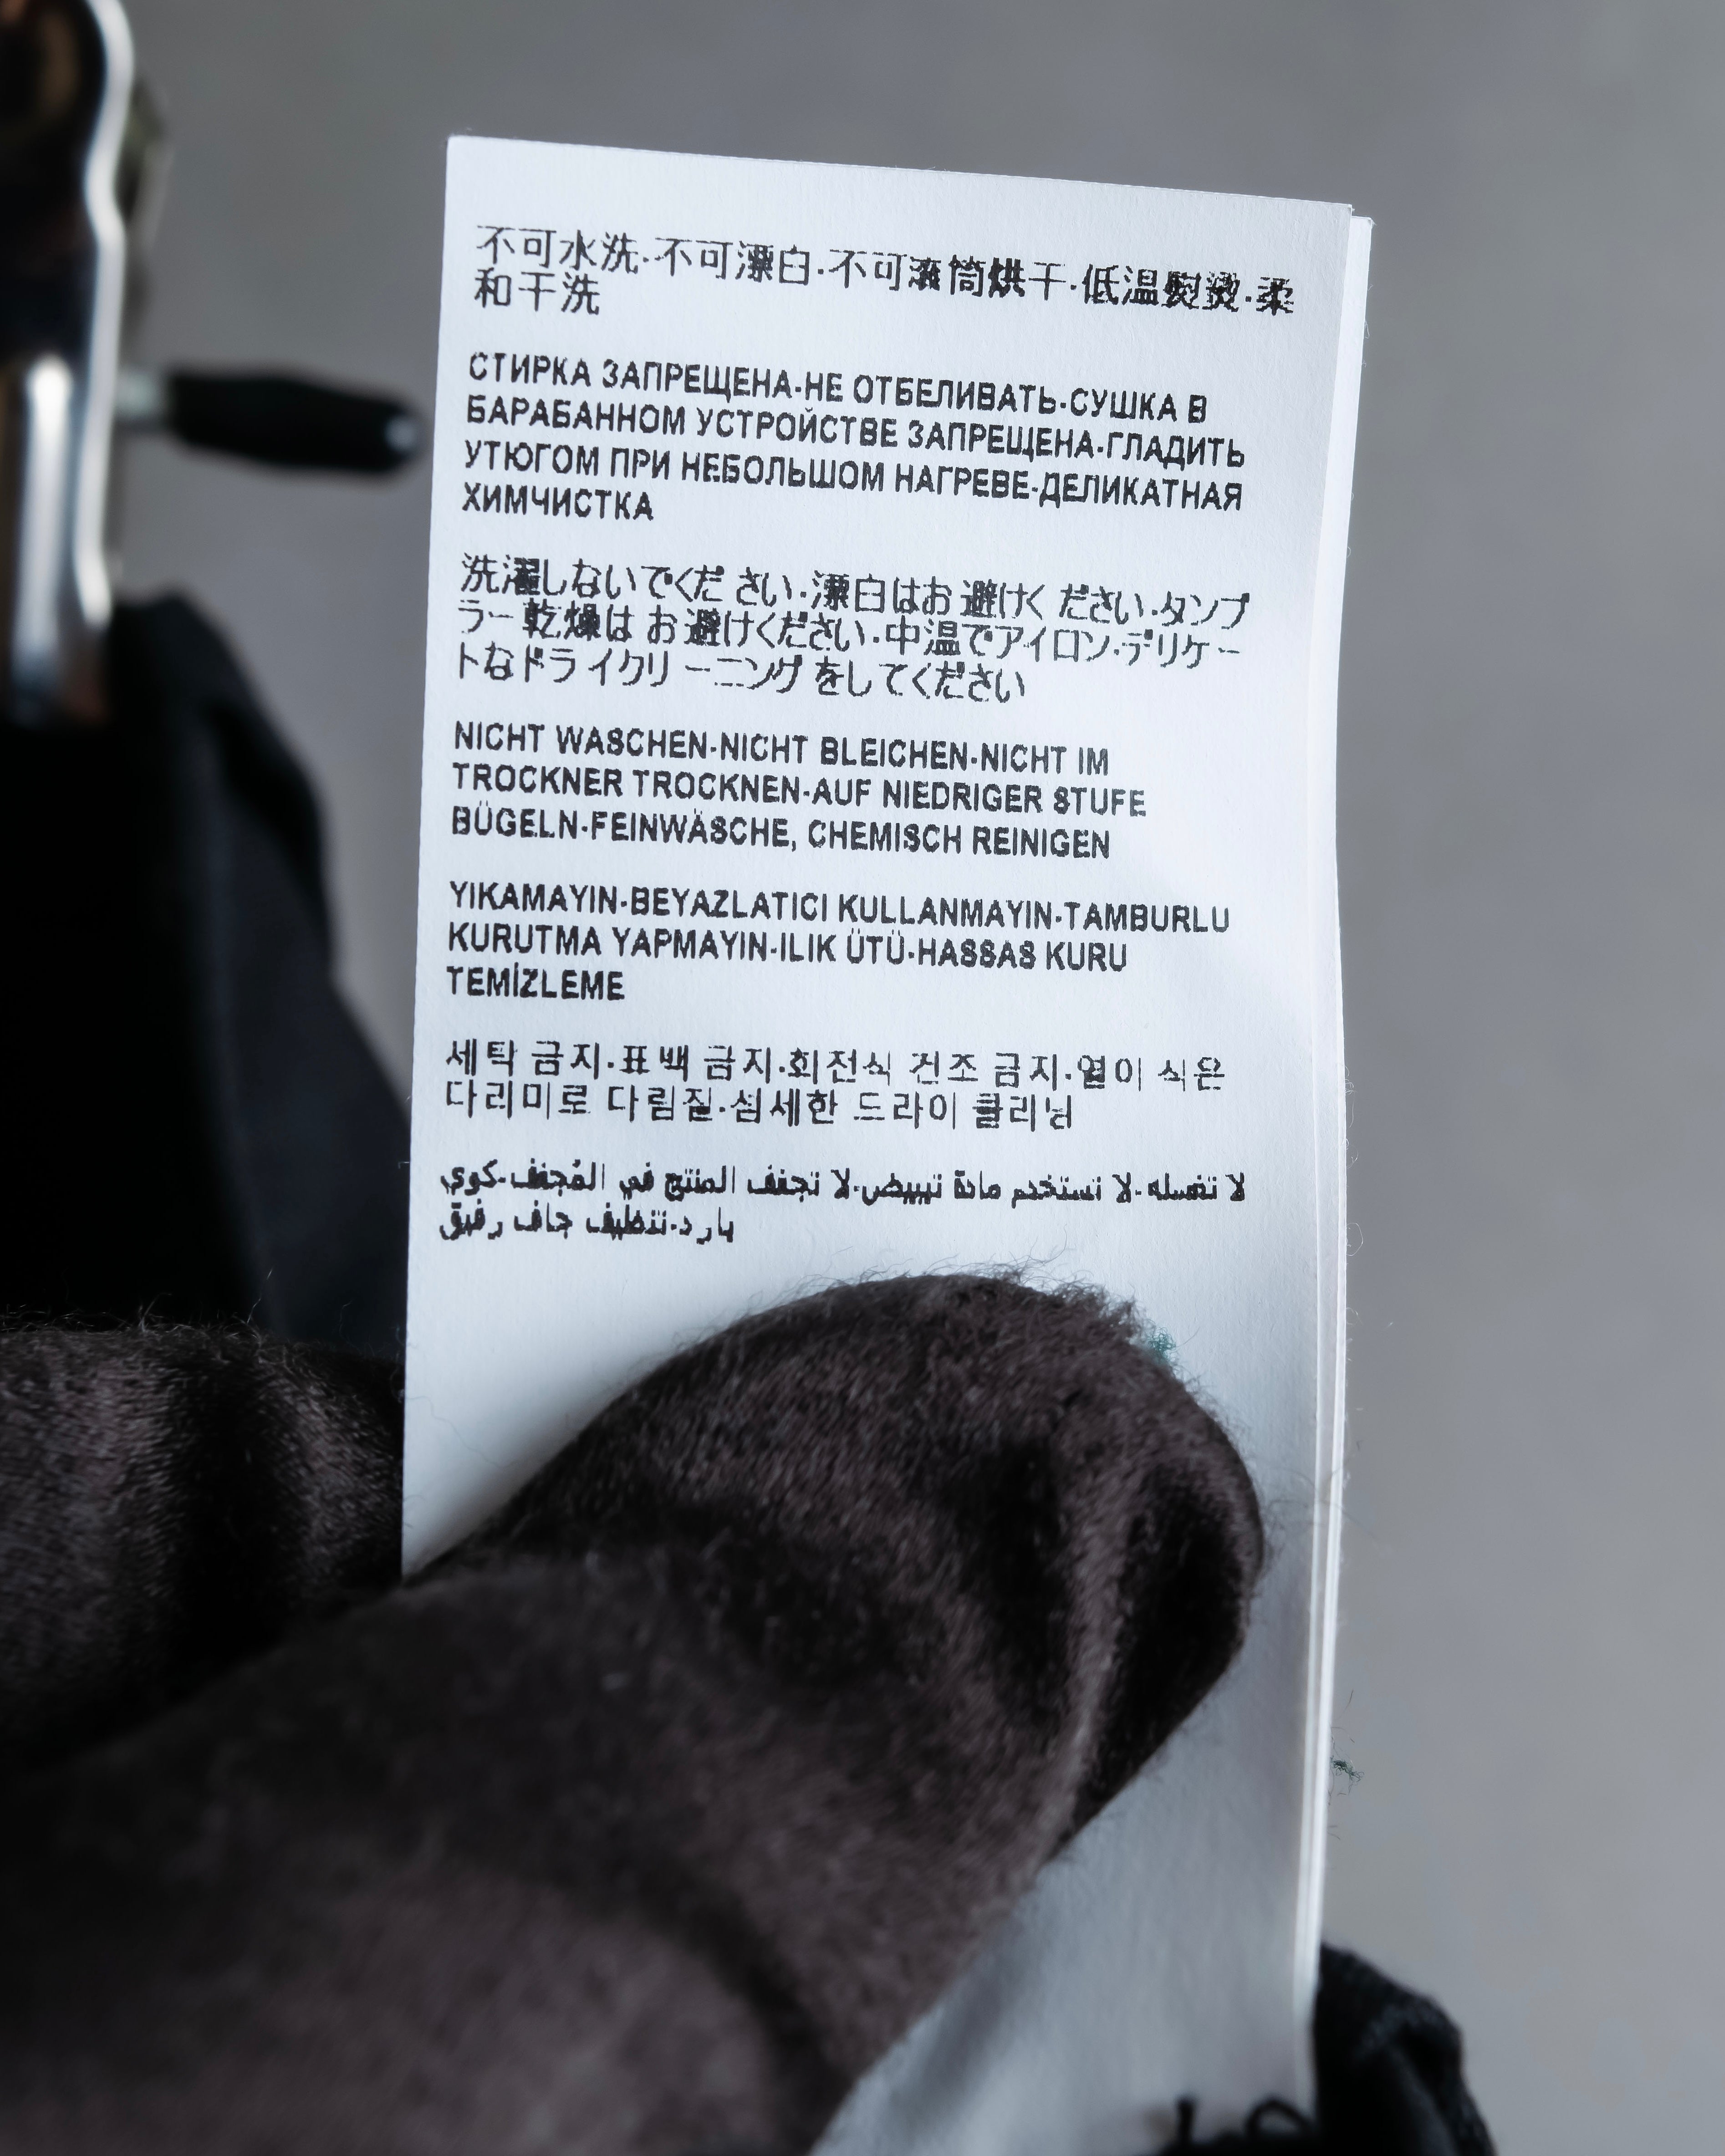 不可水洗-不可漂白-不可滚筒烘干-低温熨烫-柔
和干洗
СТИРКА ЗАПРЕЩЕНА-НЕ ОТБЕЛИВАТЬ-СУШКА В
БАРАБАННОМ УСТРОЙСТВЕ ЗАПРЕЩЕНА-ГЛАДИТЬ
УТЮГОМ ПРИ НЕБОЛЬШОМ НАГРЕВЕ-ДЕЛИКАТНАЯ
ХИМЧИСТКА
洗濯しないでください-漂白はお避けください-タンブ
ラー乾燥はお避けください-中温でアイロン-デリケー
トなドライクリーニングをしてください
NICHT WASCHEN-NICHT BLEICHEN-NICHT IM
TROCKNER TROCKNEN-AUF NIEDRIGER STUFE
BÜGELN-FEINWÄSCHE, CHEMISCH REINIGEN
YIKAMAYIN-BEYAZLATICI KULLANMAYIN-TAMBURLU
KURUTMA YAPMAYIN-ILIK ÜTÜ-HASSAS KURU
TEMİZLEME
세탁 금지-표백 금지-회전식 건조 금지-열이 식은
다리미로 다림질-섬세한 드라이 클리닝
لا تغسله-لا تستخدم مادة تبييض-لا تجفف المنتج في المُجفف-كوي
بارد-تنظيف جاف رقيق